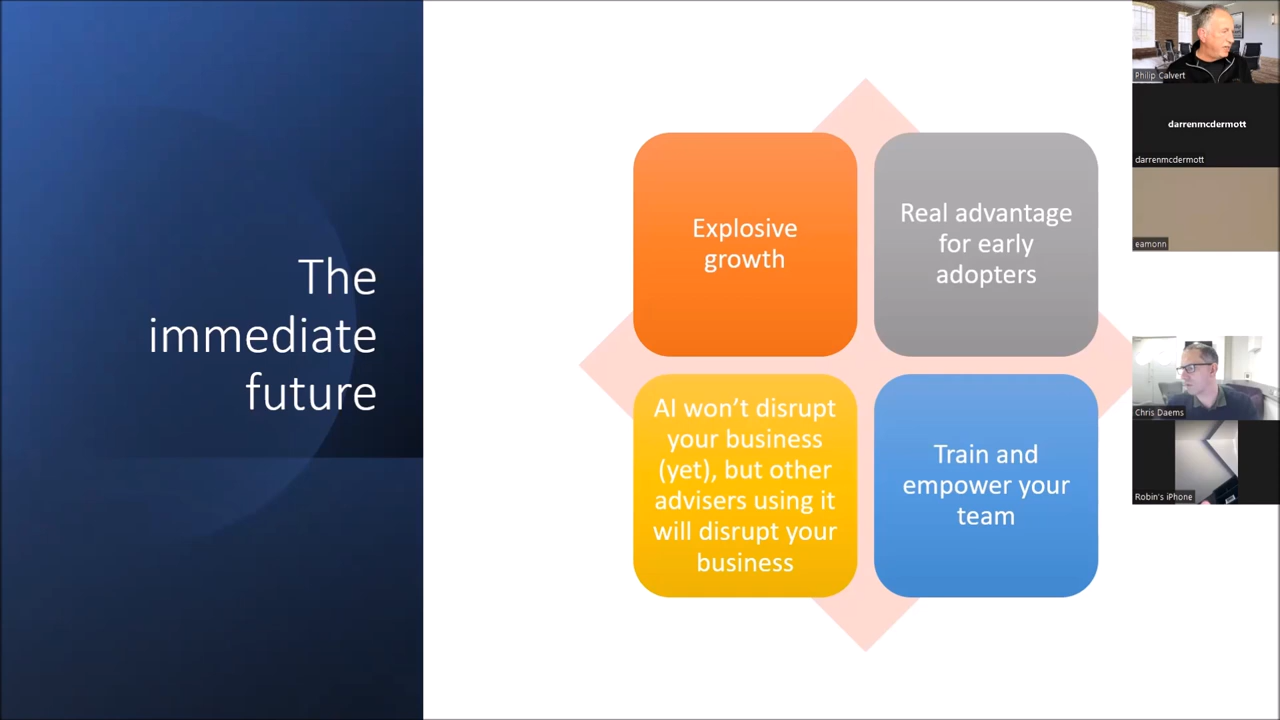 The
immediate
future
Explosive
growth
Real advantage
for early
adopters
AI won’t disrupt
your business
(yet), but other
advisers using it
will disrupt your
business
Train and
empower your
team
Philip Calvert
darrenmcdermott
darrenmcdermott
eamonn
Chris Daems
Robin's iPhone